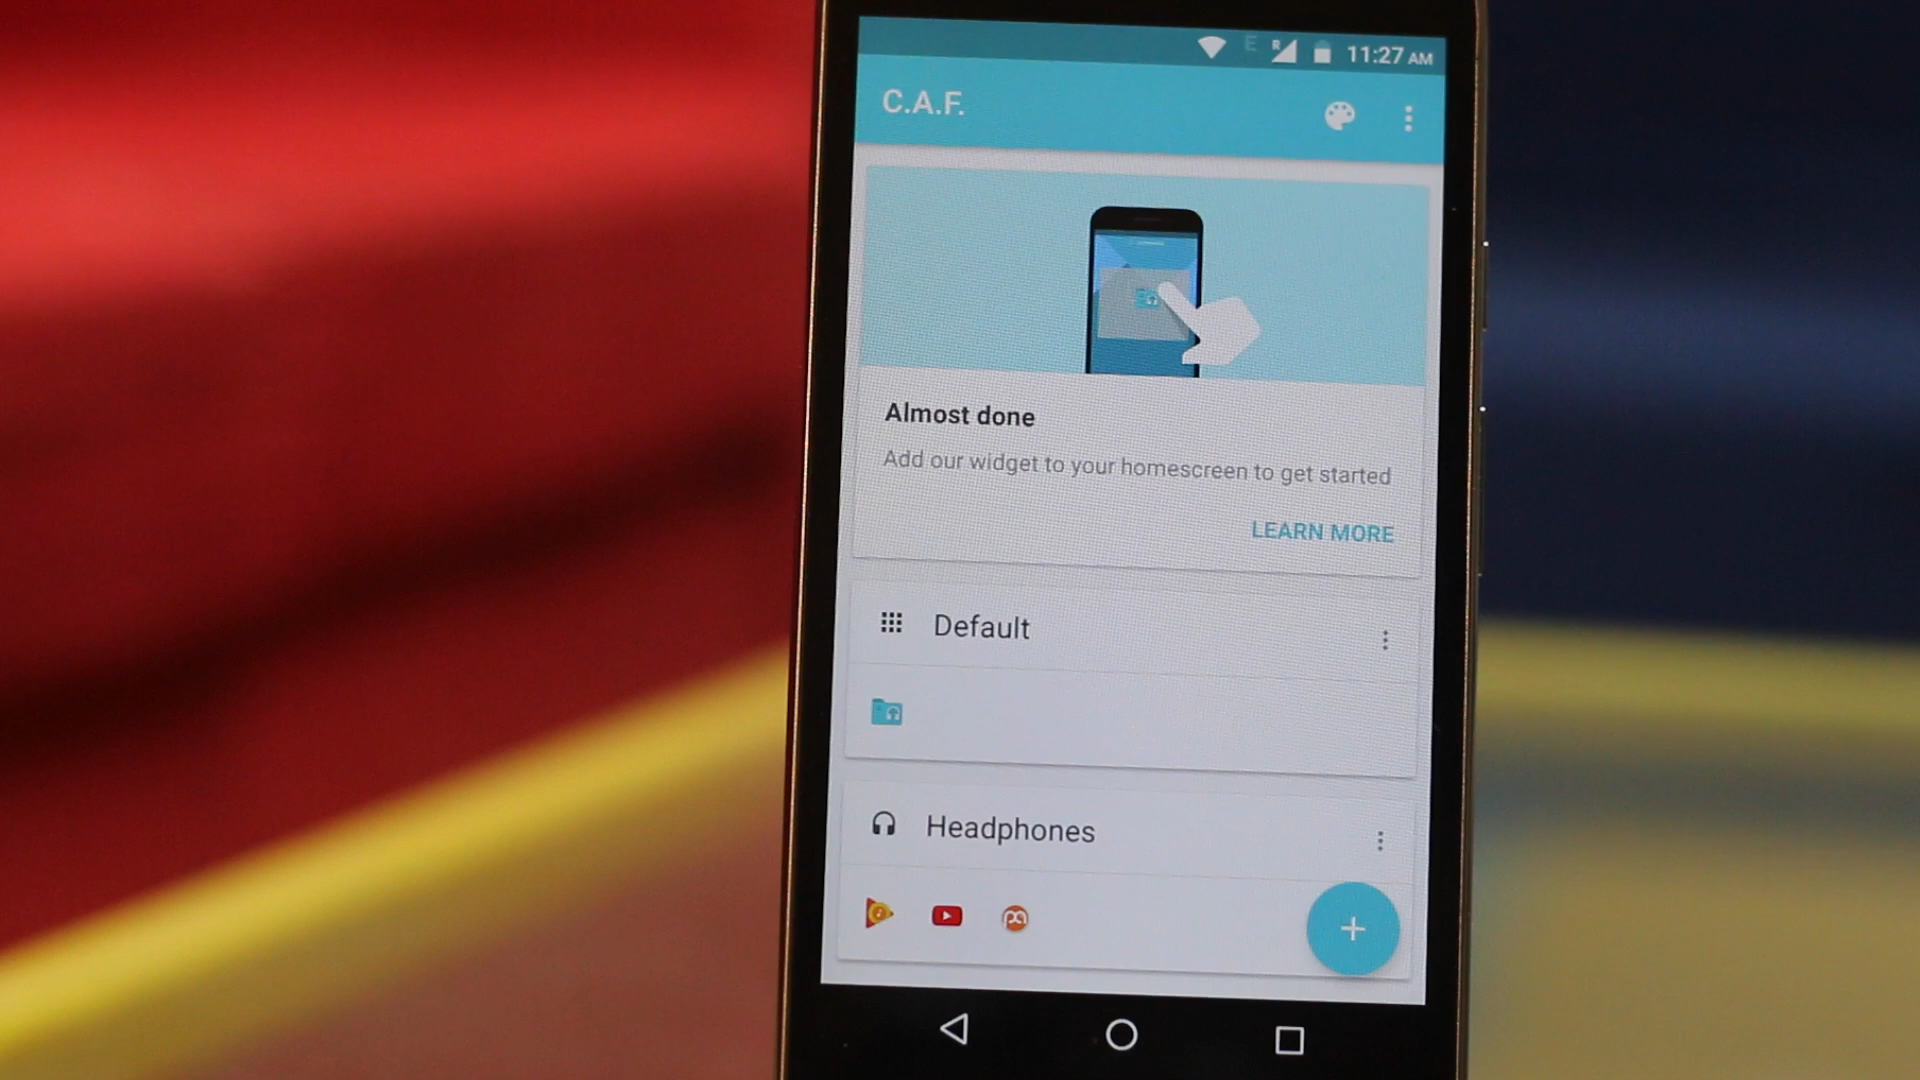 R 11:27 AM
C.A.F.
Almost done
Add our widget to your homescreen to get started
LEARN MORE
Default
Headphones